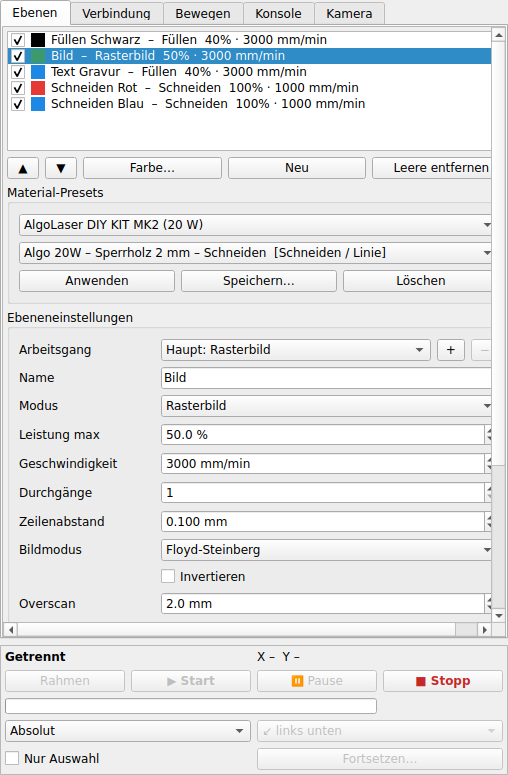 Ebenen Verbindung Bewegen Konsole Kamera
Füllen Schwarz – Füllen 40% · 3000 mm/min
Bild – Rasterbild 50% · 3000 mm/min
Text Gravur – Füllen 40% · 3000 mm/min
Schneiden Rot – Schneiden 100% · 1000 mm/min
Schneiden Blau – Schneiden 100% · 1000 mm/min
▲ ▼ Farbe... Neu Leere entfernen
Material-Presets
AlgoLaser DIY KIT MK2 (20 W)
Algo 20W – Sperrholz 2 mm – Schneiden [Schneiden / Linie]
Anwenden Speichern... Löschen
Ebeneneinstellungen
Arbeitsgang Haupt: Rasterbild + −
Name Bild
Modus Rasterbild
Leistung max 50.0 %
Geschwindigkeit 3000 mm/min
Durchgänge 1
Zeilenabstand 0.100 mm
Bildmodus Floyd-Steinberg
Invertieren
Overscan 2.0 mm
Getrennt X – Y –
Rahmen ▶ Start ⏸ Pause ■ Stopp
Absolut ↙ links unten
Nur Auswahl Fortsetzen...